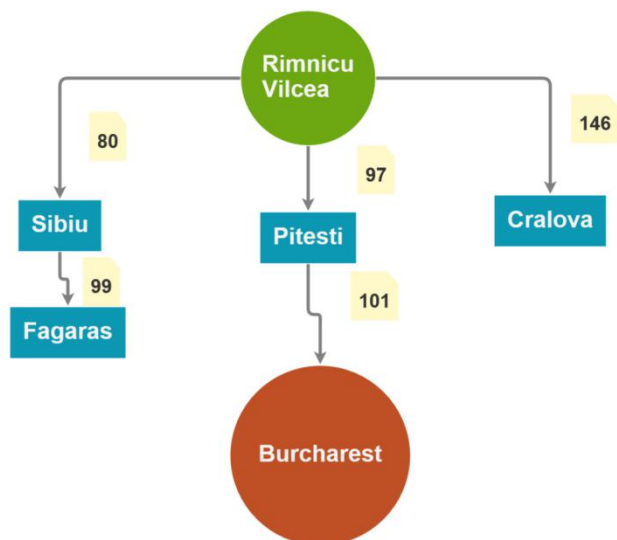 Rimnicu
Vilcea
80
146
97
Sibiu
Cralova
Pitesti
99
101
Fagaras
Burcharest